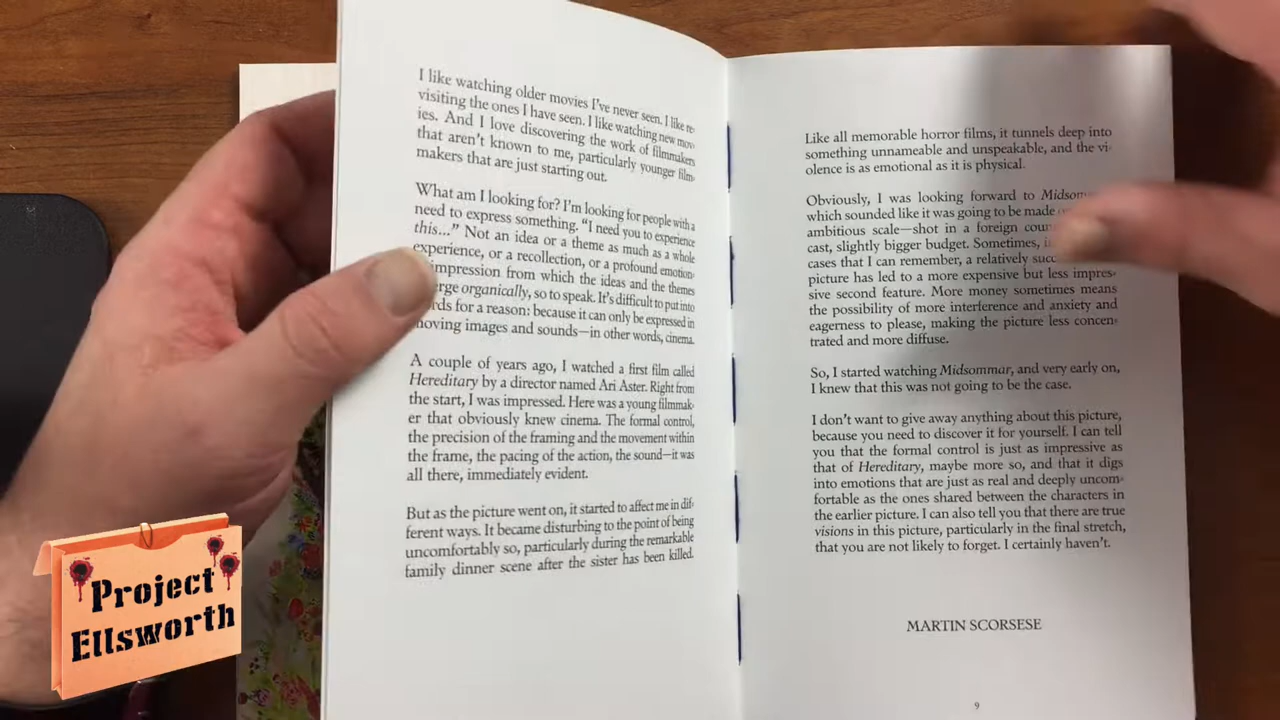 I like watching older movies I've never seen. I like re-
visiting the ones I have seen. I like watching new mov-
ies. And I love discovering the work of filmmakers
that aren't known to me, particularly younger film-
makers that are just starting out.
What am I looking for? I'm looking for people with a
need to express something. "I need you to experience
this..." Not an idea or a theme as much as a whole
experience, or a recollection, or a profound emotion-
impression from which the ideas and the themes
erge organically, so to speak. It's difficult to put into
rds for a reason: because it can only be expressed in
moving images and sounds—in other words, cinema.
A couple of years ago, I watched a first film called
Hereditary by a director named Ari Aster. Right from
the start, I was impressed. Here was a young filmmak-
er that obviously knew cinema. The formal control,
the precision of the framing and the movement within
the frame, the pacing of the action, the sound—it was
all there, immediately evident.
But as the picture went on, it started to affect me in dif-
ferent ways. It became disturbing to the point of being
uncomfortably so, particularly during the remarkable
family dinner scene after the sister has been killed.
Like all memorable horror films, it tunnels deep into
something unnameable and unspeakable, and the vi-
olence is as emotional as it is physical.
Obviously, I was looking forward to Midsom
which sounded like it was going to be made
ambitious scale—shot in a foreign coun
cast, slightly bigger budget. Sometimes,
cases that I can remember, a relatively succ
picture has led to a more expensive but less impres-
sive second feature. More money sometimes means
the possibility of more interference and anxiety and
eagerness to please, making the picture less concen-
trated and more diffuse.
So, I started watching Midsommar, and very early on,
I knew that this was not going to be the case.
I don't want to give away anything about this picture,
because you need to discover it for yourself. I can tell
you that the formal control is just as impressive as
that of Hereditary, maybe more so, and that it digs
into emotions that are just as real and deeply uncom-
fortable as the ones shared between the characters in
the earlier picture. I can also tell you that there are true
visions in this picture, particularly in the final stretch,
that you are not likely to forget. I certainly haven't.
MARTIN SCORSESE
9
Project
Ellsworth